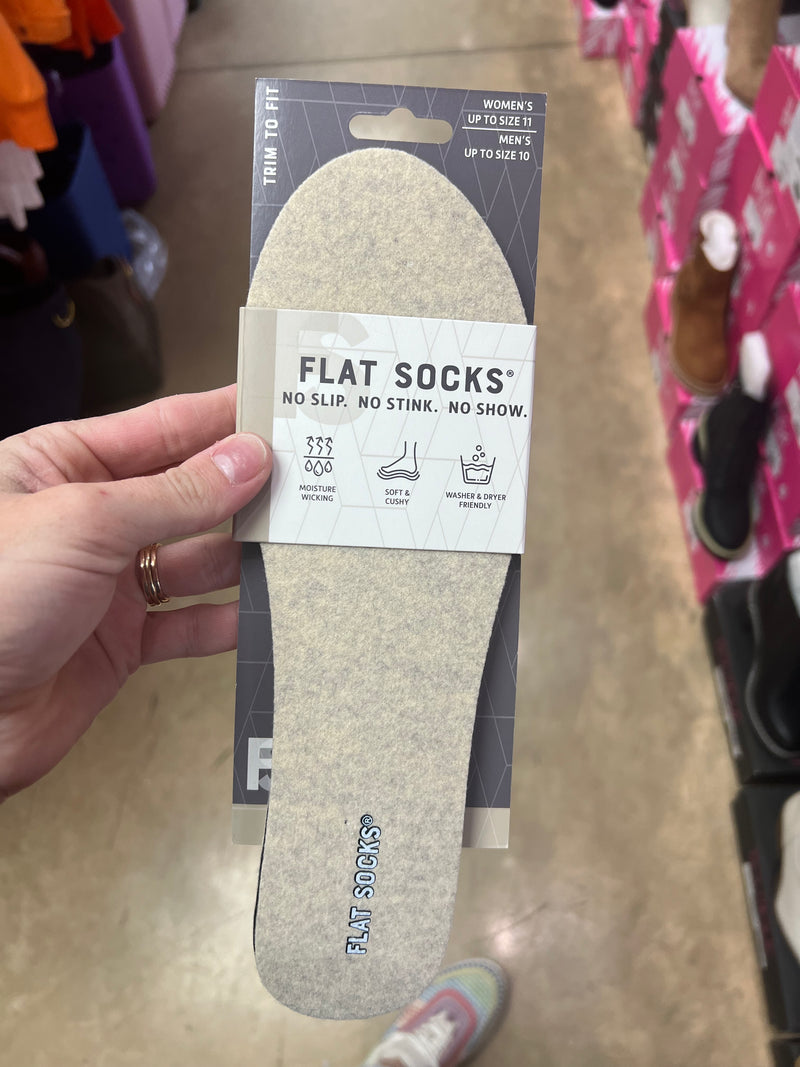 TRIM TO FIT
WOMEN'S
UP TO SIZE 11
MEN'S
UP TO SIZE 10
FLAT SOCKS®
NO SLIP. NO STINK. NO SHOW.
MOISTURE
WICKING
SOFT &
CUSHY
WASHER & DRYER
FRIENDLY
FLAT SOCKS®